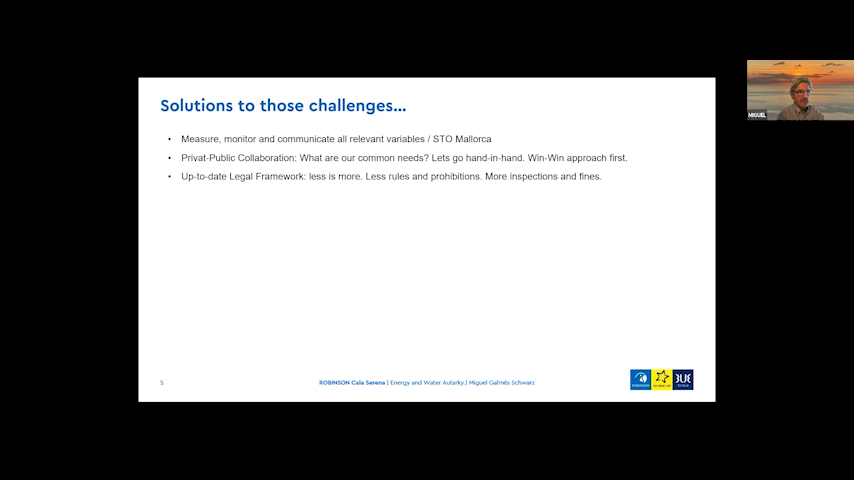 Solutions to those challenges...
• Measure, monitor and communicate all relevant variables / STO Mallorca
• Privat-Public Collaboration: What are our common needs? Lets go hand-in-hand. Win-Win approach first.
• Up-to-date Legal Framework: less is more. Less rules and prohibitions. More inspections and fines.
MIGUEL
5
ROBINSON Cala Serena | Energy and Water Autarky.| Miguel Galmés Schwarz
ROBINSON
BUE